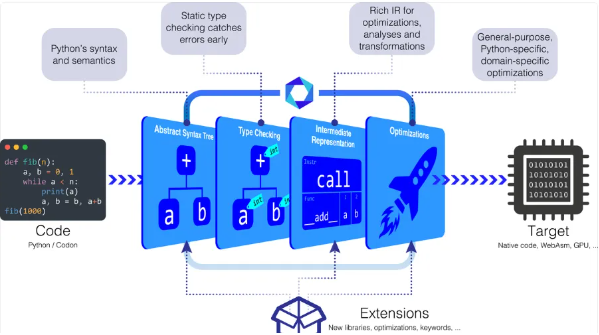 Static type
checking catches
errors early
Rich IR for
optimizations,
analyses and
transformations
Python's syntax
and semantics
General-purpose,
Python-specific,
domain-specific
optimizations
Abstract Syntax Tree
+
a
b
Type Checking
+
int
a
int
b
int
Intermediate
Representation
Instr
call
Func
1
2
__add__
a
b
Optimizations
def fib(n):
a, b = 0, 1
while a < n:
print(a)
a, b = b, a+b
fib(1000)
Code
Python / Codon
01010101
10101010
01010101
10101010
Target
Native code, WebAsm, GPU, ...
Extensions
New libraries, optimizations, keywords, ...